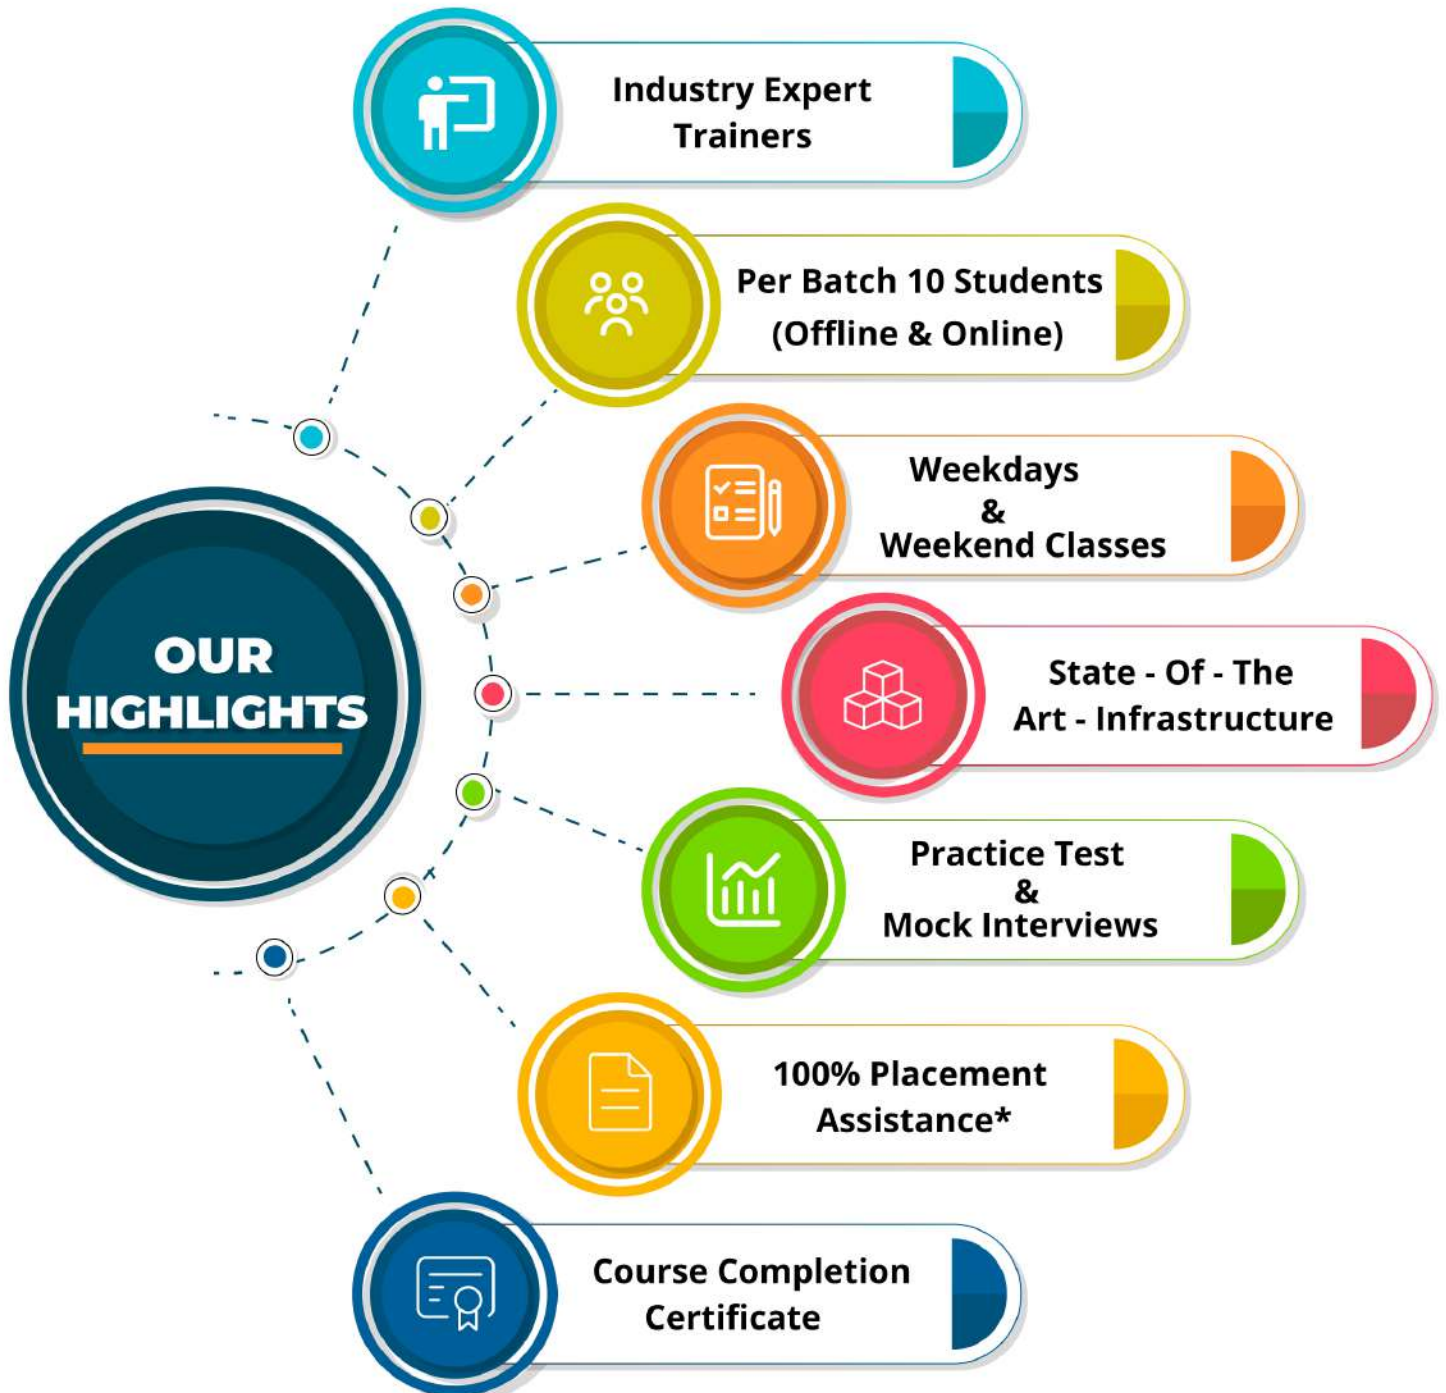 Industry Expert
Trainers
Per Batch 10 Students
(Offline & Online)
Weekdays
&
Weekend Classes
OUR
HIGHLIGHTS
State - Of - The
Art - Infrastructure
Practice Test
&
Mock Interviews
100% Placement
Assistance*
Course Completion
Certificate